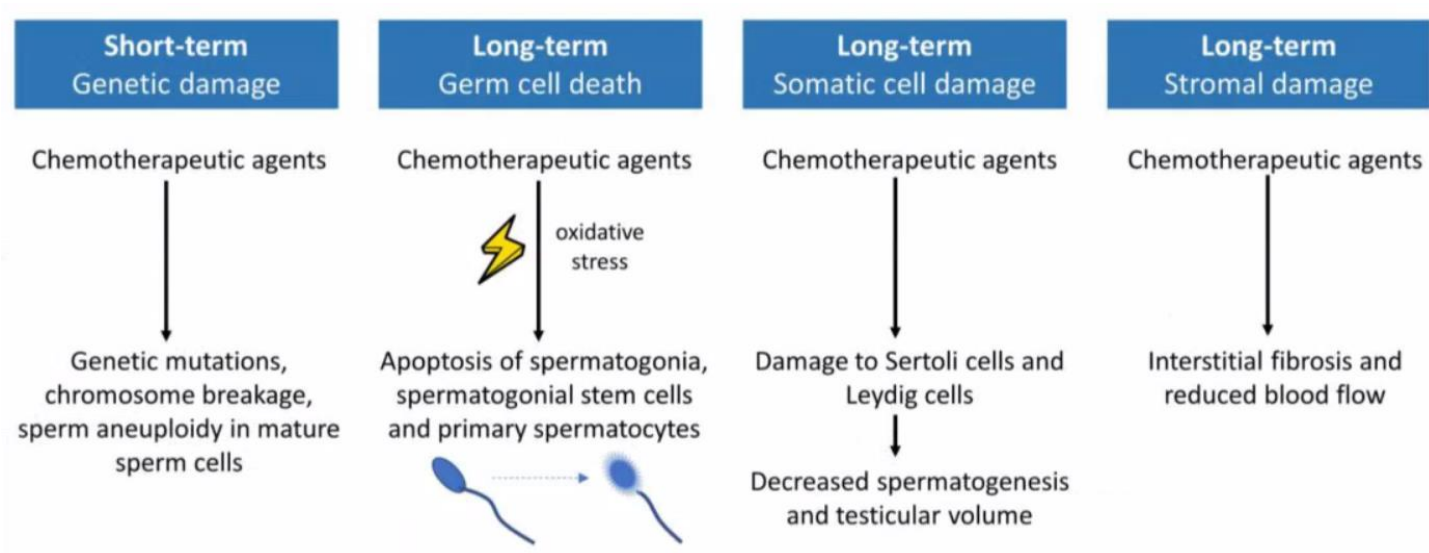 Short-term
Genetic damage
Chemotherapeutic agents
Genetic mutations,
chromosome breakage,
sperm aneuploidy in mature
sperm cells
Long-term
Germ cell death
Chemotherapeutic agents
oxidative
stress
Apoptosis of spermatogonia,
spermatogonial stem cells
and primary spermatocytes
Long-term
Somatic cell damage
Chemotherapeutic agents
Damage to Sertoli cells and
Leydig cells
Decreased spermatogenesis
and testicular volume
Long-term
Stromal damage
Chemotherapeutic agents
Interstitial fibrosis and
reduced blood flow